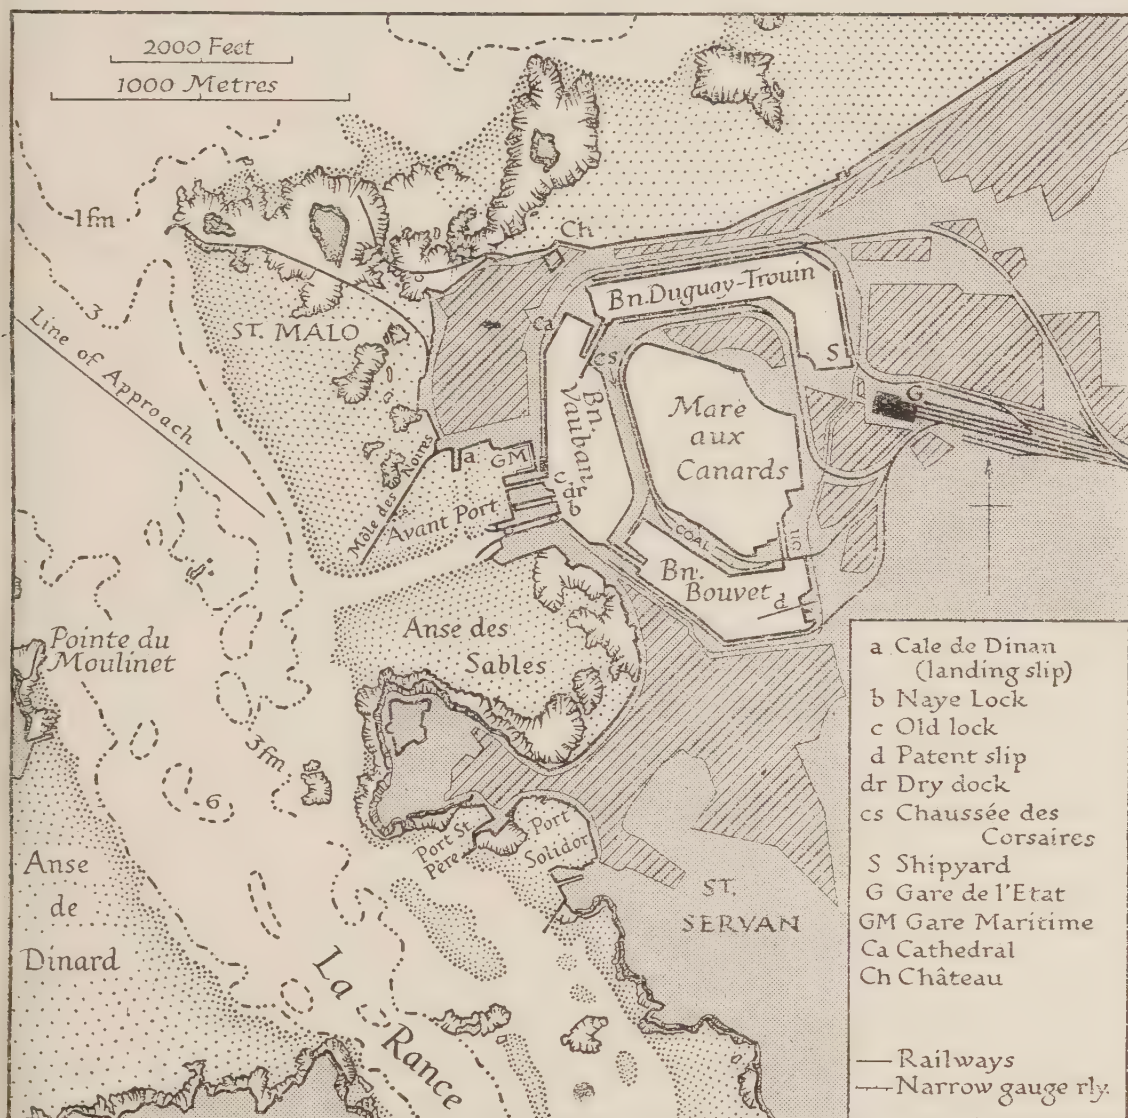 2000 Feet
1000 Metres
1fm
3
Line of Approach
ST. MALO
Ch
Bn. Duguay-Trouin
Ca
cs
S
Bn.
Vauban
Mare
aux
Canards
G
a
GM
Môle des Noires
Avant Port
c
dr
b
COAL
Bn.
Bouvet
d
Pointe du
Moulinet
Anse des
Sables
3fm
6
Port St.
Père
Port
Solidor
Anse
de
Dinard
ST.
SERVAN
La
Rance
a Cale de Dinan
(landing slip)
b Naye Lock
c Old lock
d Patent slip
dr Dry dock
cs Chaussée des
Corsaires
S Shipyard
G Gare de l'Etat
GM Gare Maritime
Ca Cathedral
Ch Château
Railways
Narrow gauge rly.